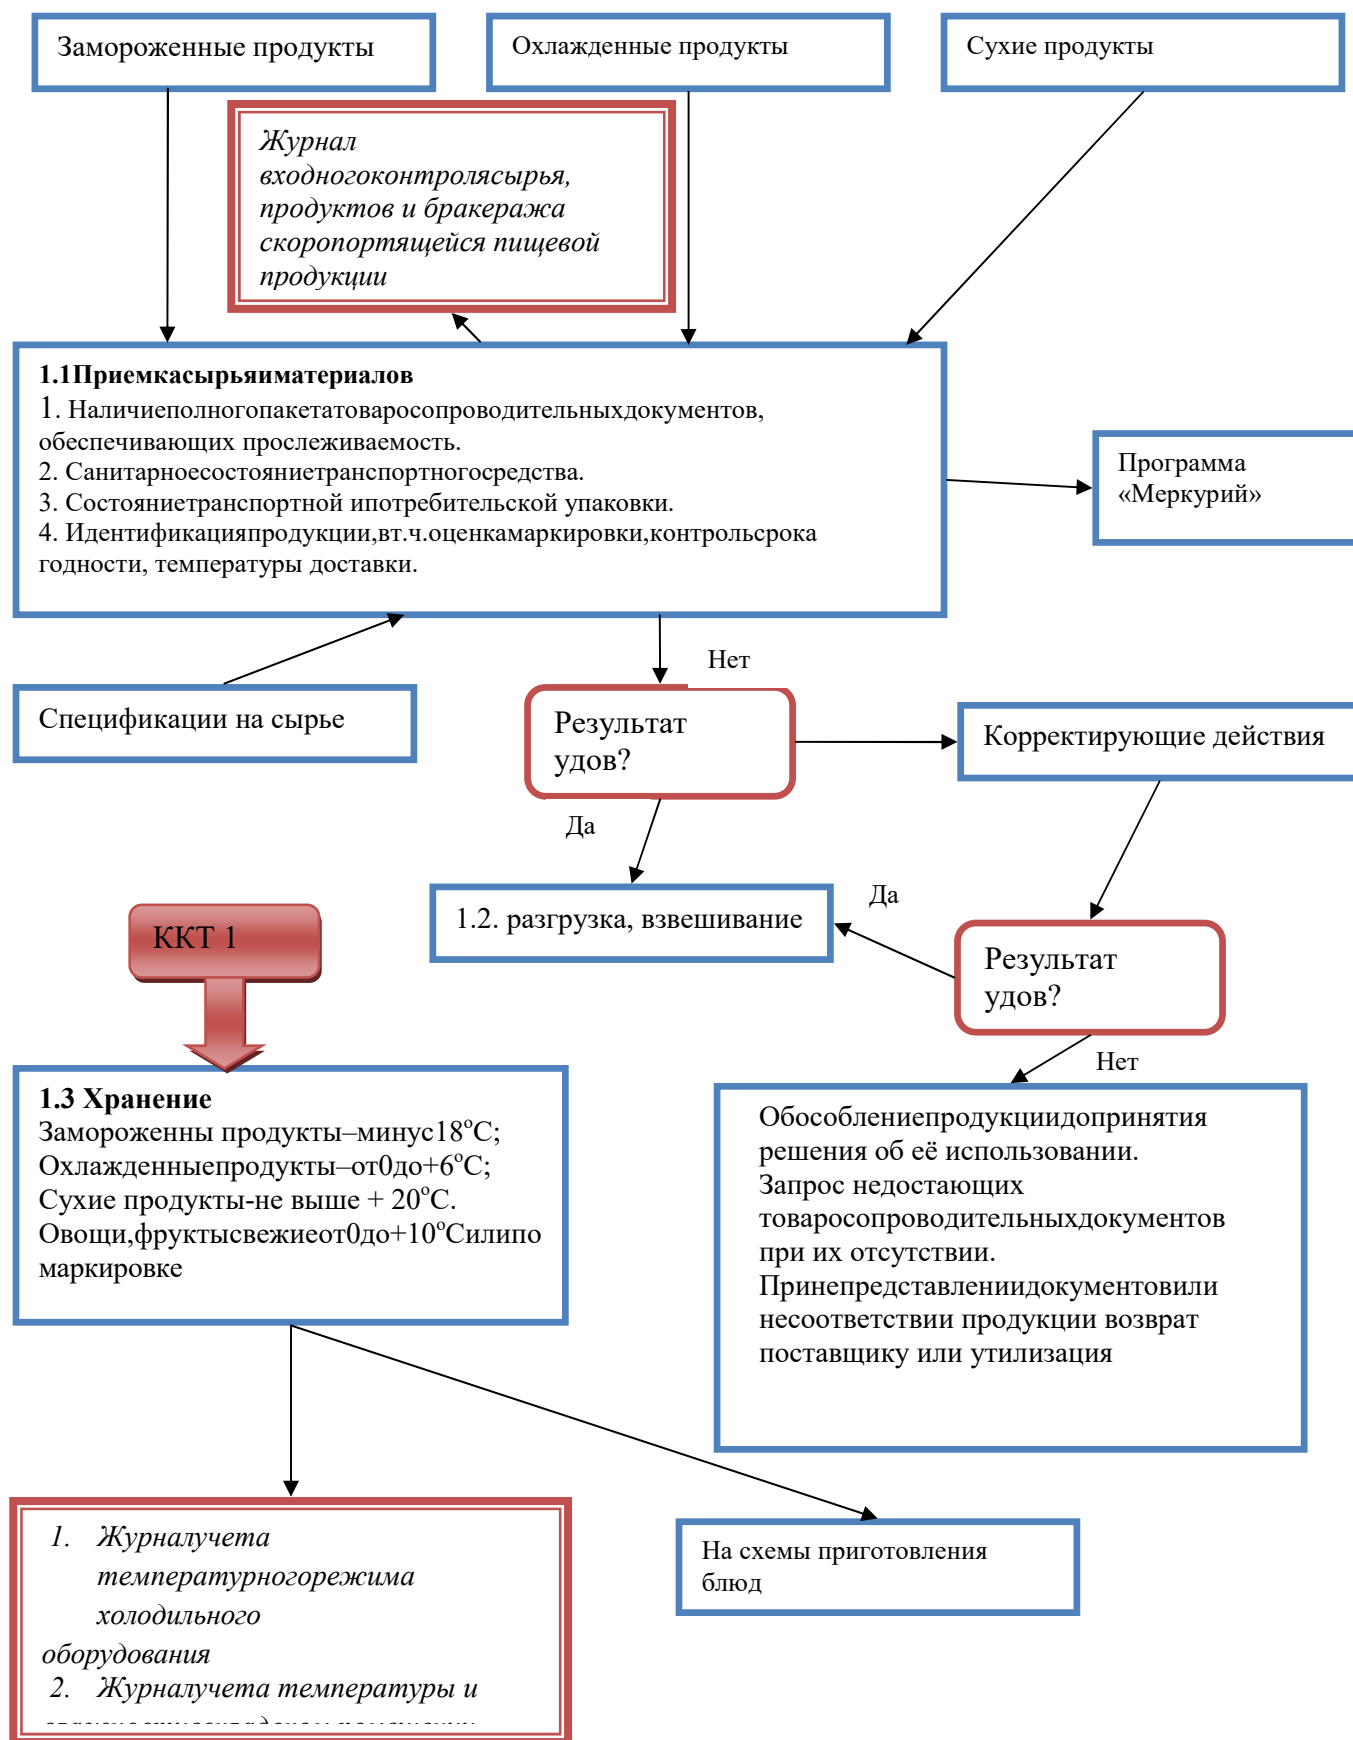 Замороженные продукты
Охлажденные продукты
Сухие продукты
Журнал
входногоконтролясырья,
продуктов и бракеража
скоропортящейся пищевой
продукции
1.1Приемкасырьяиматериалов
1. Наличиеполногопакетатоваросопроводительныхдокументов,
обеспечивающих прослеживаемость.
2. Санитарноесостояниетранспортногосредства.
3. Состояниетранспортной ипотребительской упаковки.
4. Идентификацияпродукции,вт.ч.оценкамаркировки,контрольсрока
годности, температуры доставки.
Программа
«Меркурий»
Нет
Спецификации на сырье
Результат
удов?
Корректирующие действия
Да
1.2. разгрузка, взвешивание
Да
ККТ 1
Результат
удов?
Нет
1.3 Хранение
Замороженны продукты–минус18°С;
Охлажденныепродукты–от0до+6°С;
Сухие продукты-не выше + 20°С.
Овощи,фруктысвежиеот0до+10°Силипо
маркировке
Обособлениепродукциидопринятия
решения об её использовании.
Запрос недостающих
товаросопроводительныхдокументов
при их отсутствии.
Принепредставлениидокументовили
несоответствии продукции возврат
поставщику или утилизация
1. Журналучета
температурногорежима
холодильного
оборудования
2. Журналучета температуры и
На схемы приготовления
блюд